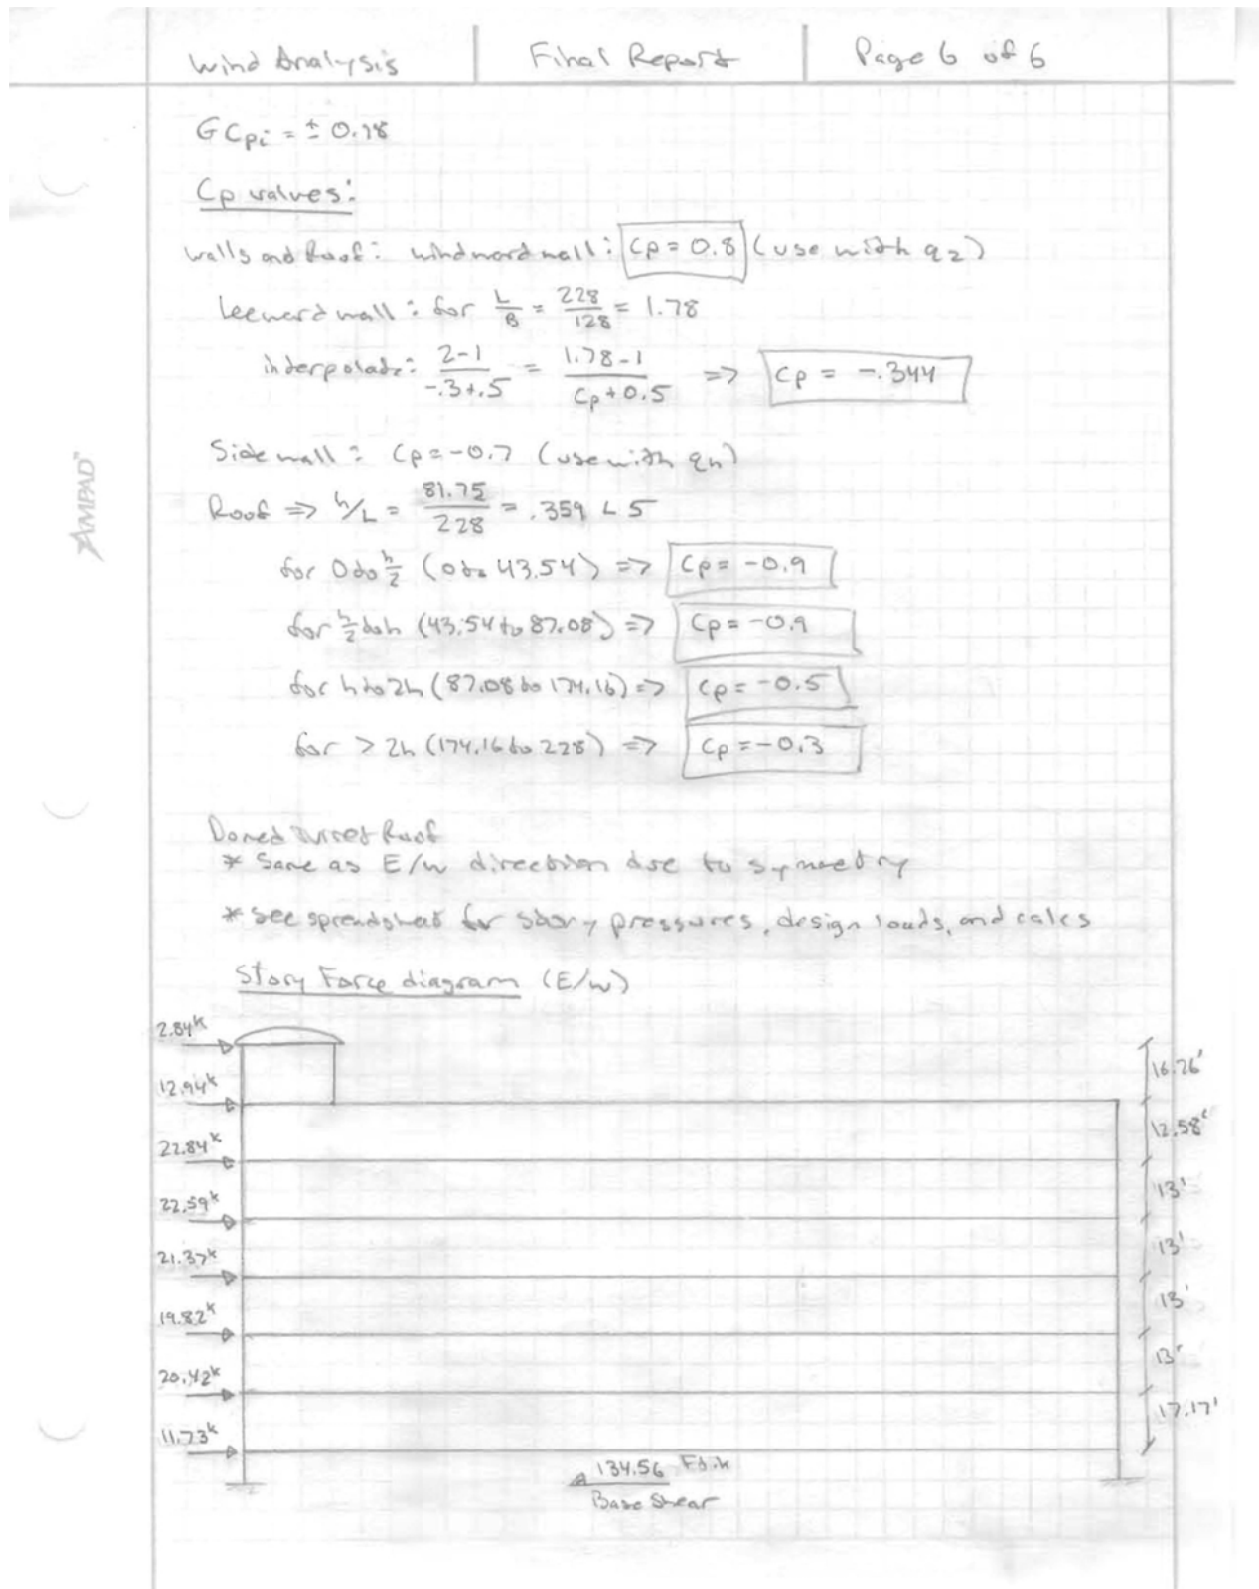 Wind Analysis Final Report Page 6 of 6
GCpi = ± 0.18
Cp values:
Walls and Roof: windward wall: Cp = 0.8 (use with qz)
Leeward wall: for L/B = 228/128 = 1.78
interpolate: 2-1/-.3+.5 = 1.78-1/Cp+0.5 => Cp = -.344
Side wall: Cp = -0.7 (use with qh)
Roof => h/L = 81.75/228 = .359 < 5
for 0 to h/2 (0 to 43.54) => Cp = -0.9
for h/2 to h (43.54 to 87.08) => Cp = -0.9
for h to 2h (87.08 to 174.16) => Cp = -0.5
for > 2h (174.16 to 228) => Cp = -0.3
Domed Turret Roof
* Same as E/W direction due to symmetry
* See spreadsheet for story pressures, design loads, and calcs
Story Force diagram (E/W)
2.84k
16.76'
12.94k
12.58'
22.84k
13'
22.59k
13'
21.37k
13'
19.82k
13'
20.42k
17.17'
11.73k
134.56
Base Shear
AMPAD™